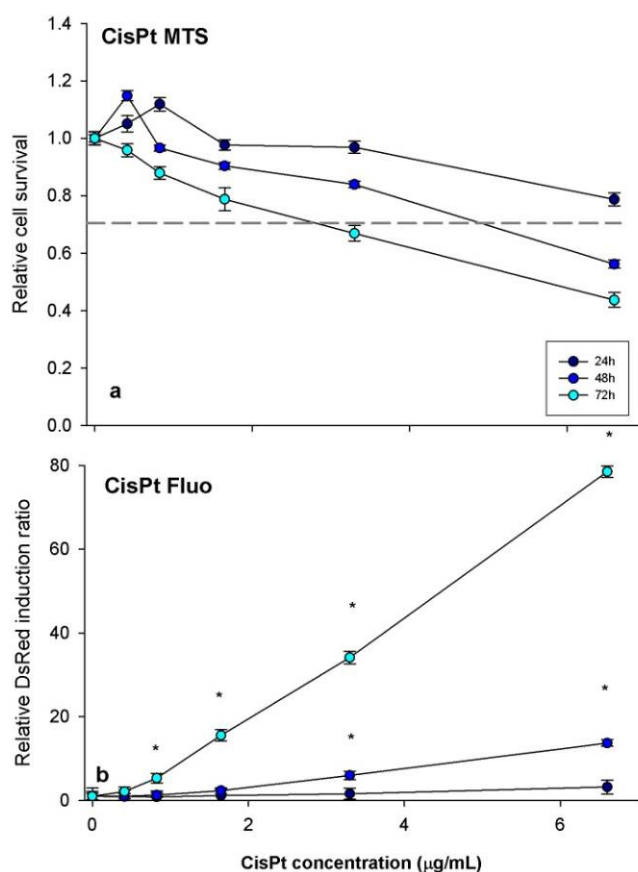 CisPt MTS
1.4
1.2
1.0
0.8
0.6
0.4
0.2
0.0
Relative cell survival
a
24h
48h
72h
*
CisPt Fluo
80
60
40
20
0
Relative DsRed induction ratio
*
*
*
*
*
b
0 2 4 6
CisPt concentration (µg/mL)